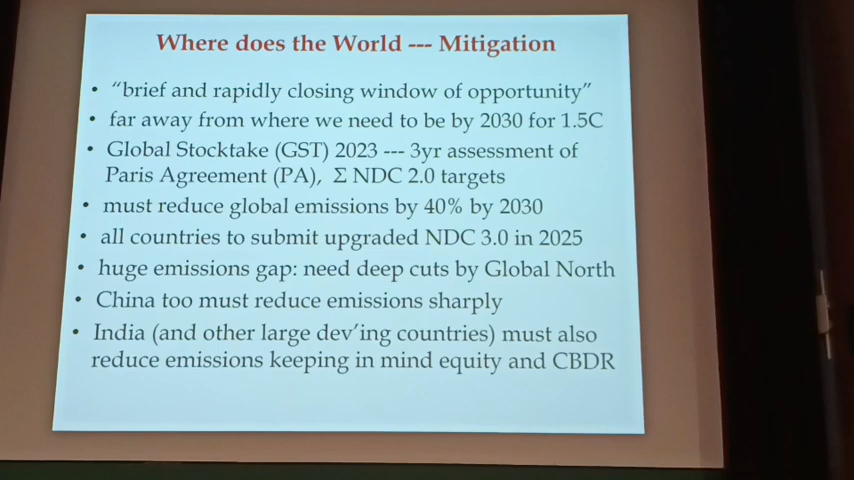 Where does the World --- Mitigation
• "brief and rapidly closing window of opportunity"
• far away from where we need to be by 2030 for 1.5C
• Global Stocktake (GST) 2023 --- 3yr assessment of
Paris Agreement (PA), Σ NDC 2.0 targets
• must reduce global emissions by 40% by 2030
• all countries to submit upgraded NDC 3.0 in 2025
• huge emissions gap: need deep cuts by Global North
• China too must reduce emissions sharply
• India (and other large dev'ing countries) must also
reduce emissions keeping in mind equity and CBDR